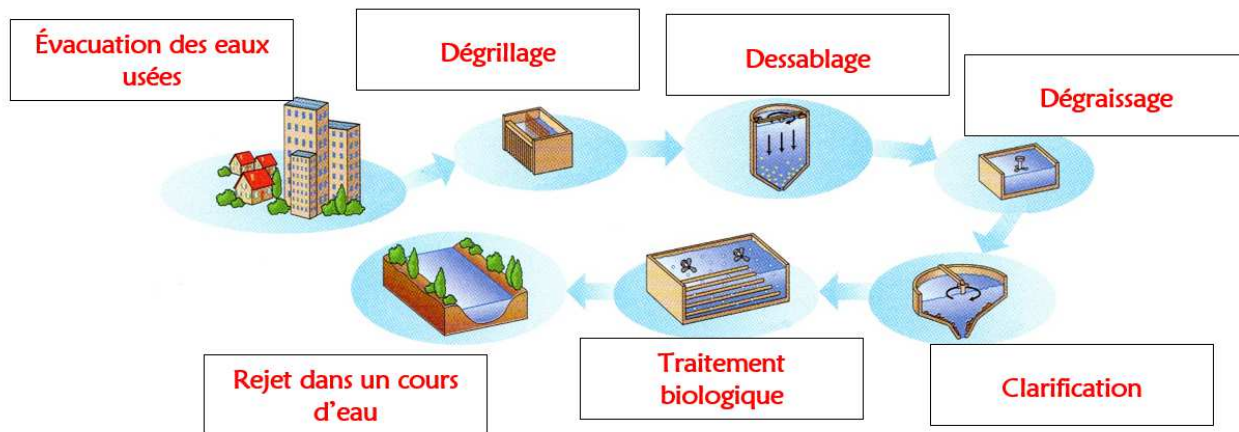 Évacuation des eaux
usées
Dégrillage
Dessablage
Dégraissage
Clarification
Traitement
biologique
Rejet dans un cours
d'eau